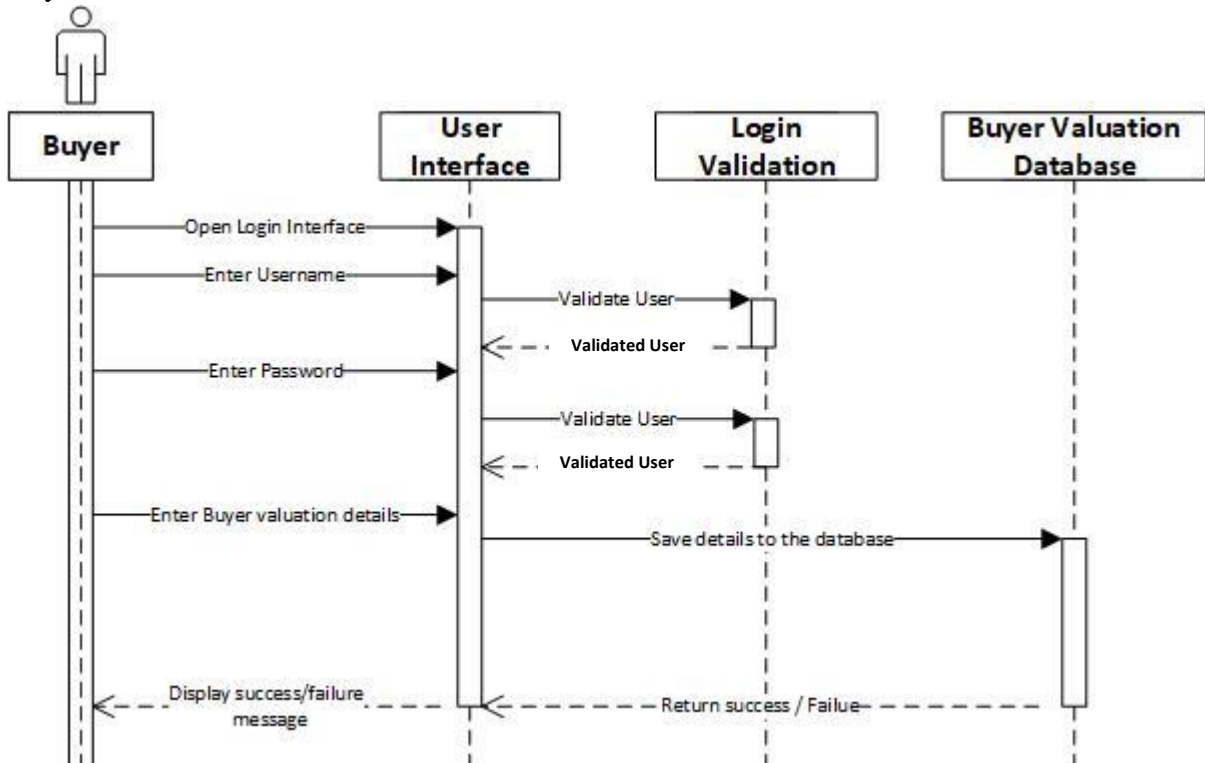 Buyer
User
Interface
Login
Validation
Buyer Valuation
Database
Open Login Interface
Enter Username
Validate User
Validated User
Enter Password
Validate User
Validated User
Enter Buyer valuation details
Save details to the database
Display success/failure
message
Return success / Failue